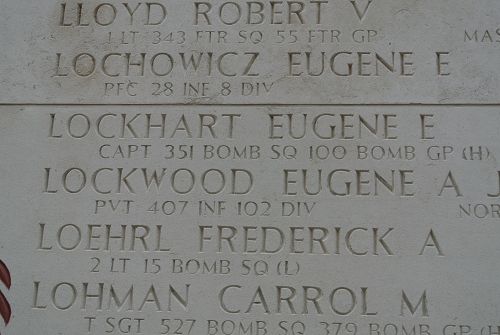 LLOYD ROBERT V
1 LT 343 FTR SQ 55 FTR GP
LOCHOWICZ EUGENE E
PFC 28 INF 8 DIV
LOCKHART EUGENE E
CAPT 351 BOMB SQ 100 BOMB GP (H)
LOCKWOOD EUGENE A J
PVT 407 INF 102 DIV
LOEHRL FREDERICK A
2 LT 15 BOMB SQ (L)
LOHMAN CARROL M
T SGT 527 BOMB SQ 379 BOMB GP (H